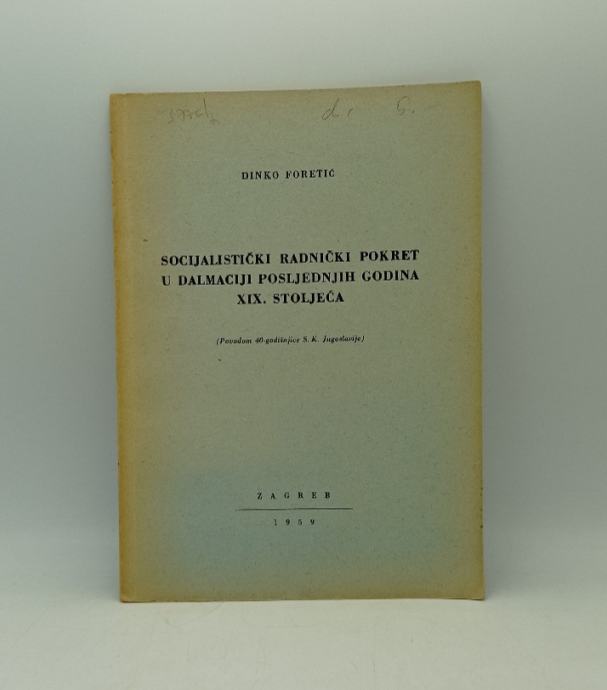 DINKO FORETIĆ
SOCIJALISTIČKI RADNIČKI POKRET
U DALMACIJI POSLJEDNJIH GODINA
XIX. STOLJEĆA
(Povodom 40-godišnjice S. K. Jugoslavije)
ZAGREB
1959